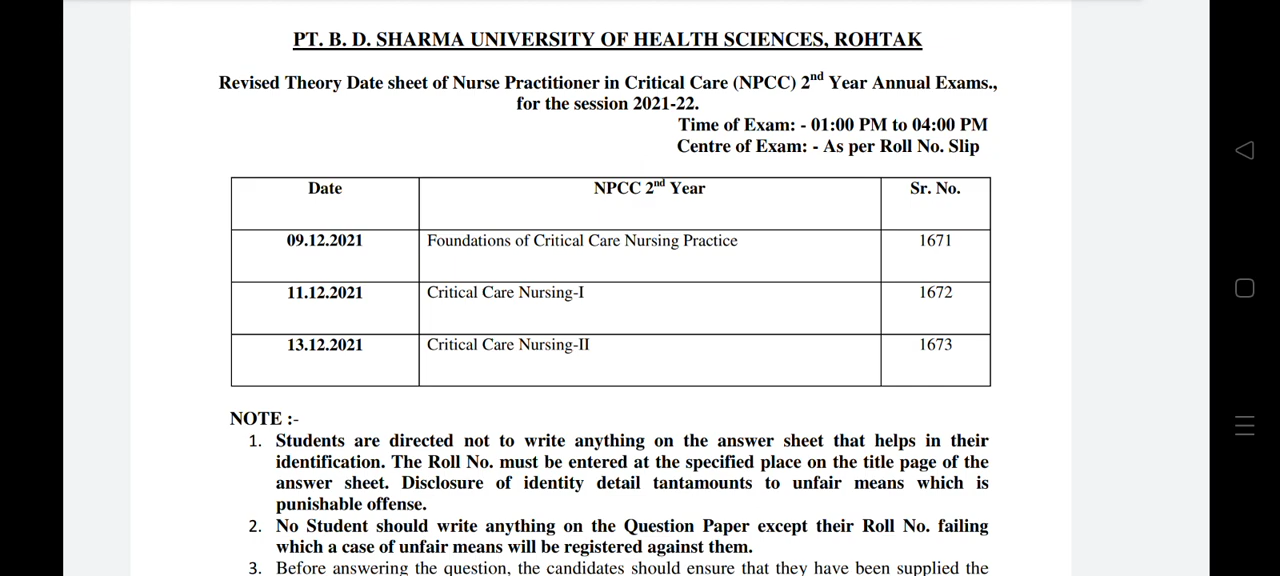 PT. B. D. SHARMA UNIVERSITY OF HEALTH SCIENCES, ROHTAK
Revised Theory Date sheet of Nurse Practitioner in Critical Care (NPCC) 2nd Year Annual Exams.,
for the session 2021-22.
Time of Exam: - 01:00 PM to 04:00 PM
Centre of Exam: - As per Roll No. Slip
Date NPCC 2nd Year Sr. No.
09.12.2021 Foundations of Critical Care Nursing Practice 1671
11.12.2021 Critical Care Nursing-I 1672
13.12.2021 Critical Care Nursing-II 1673
NOTE :-
1. Students are directed not to write anything on the answer sheet that helps in their
identification. The Roll No. must be entered at the specified place on the title page of the
answer sheet. Disclosure of identity detail tantamounts to unfair means which is
punishable offense.
2. No Student should write anything on the Question Paper except their Roll No. failing
which a case of unfair means will be registered against them.
3. Before answering the question, the candidates should ensure that they have been supplied the